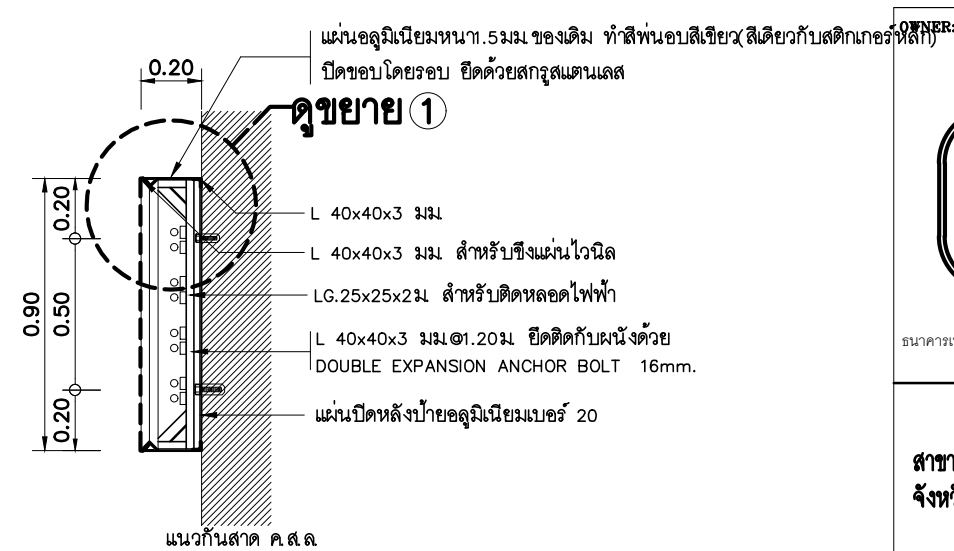 แผ่นอลูมิเนียมหนา1.5มม.ของเดิม ทำสีพ่นอบสีเขียว(สีเดียวกับสติกเกอร์หลัก)
ปิดขอบโดยรอบ ยึดด้วยสกรูสแตนเลส
OWNER:
0.20
ดูขยาย 1
0.20
0.90
0.50
0.20
L 40x40x3 มม.
L 40x40x3 มม. สำหรับขึงแผ่นไวนิล
LG.25x25x2ม. สำหรับติดหลอดไฟฟ้า
L 40x40x3 มม.@1.20ม. ยึดติดกับผนังด้วย
DOUBLE EXPANSION ANCHOR BOLT 16mm.
แผ่นปิดหลังป้ายอลูมิเนียมเบอร์ 20
แนวกันสาด ค.ส.ล.
สาขา